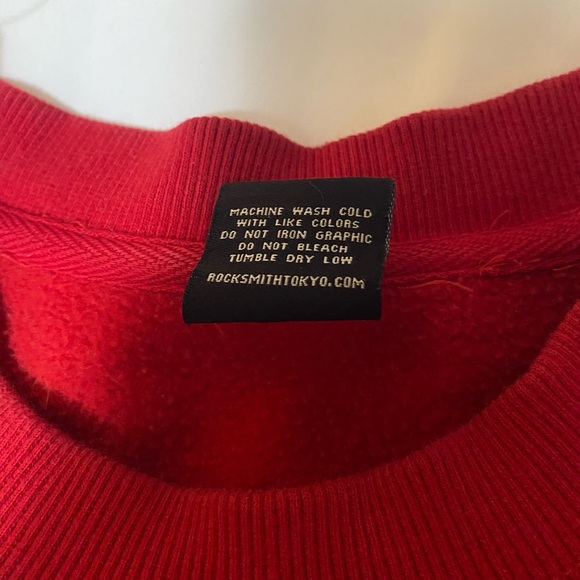 MACHINE WASH COLD
WITH LIKE COLORS
DO NOT IRON GRAPHIC
DO NOT BLEACH
TUMBLE DRY LOW
ROCKSMITHTOKYO.COM